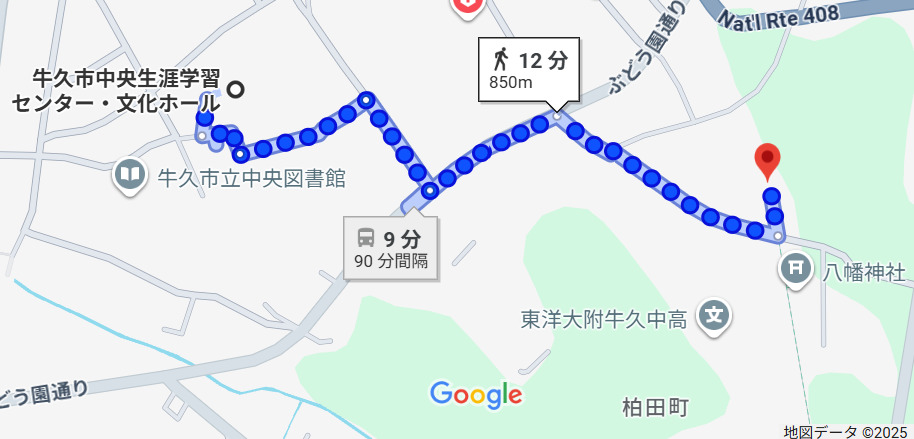 Nat'l Rte 408
ぶどう園通り
12 分
850m
牛久市中央生涯学習
センター・文化ホール
牛久市立中央図書館
9 分
90 分間隔
八幡神社
文
東洋大附牛久中高
どう園通り
Google
柏田町
地図データ ©2025